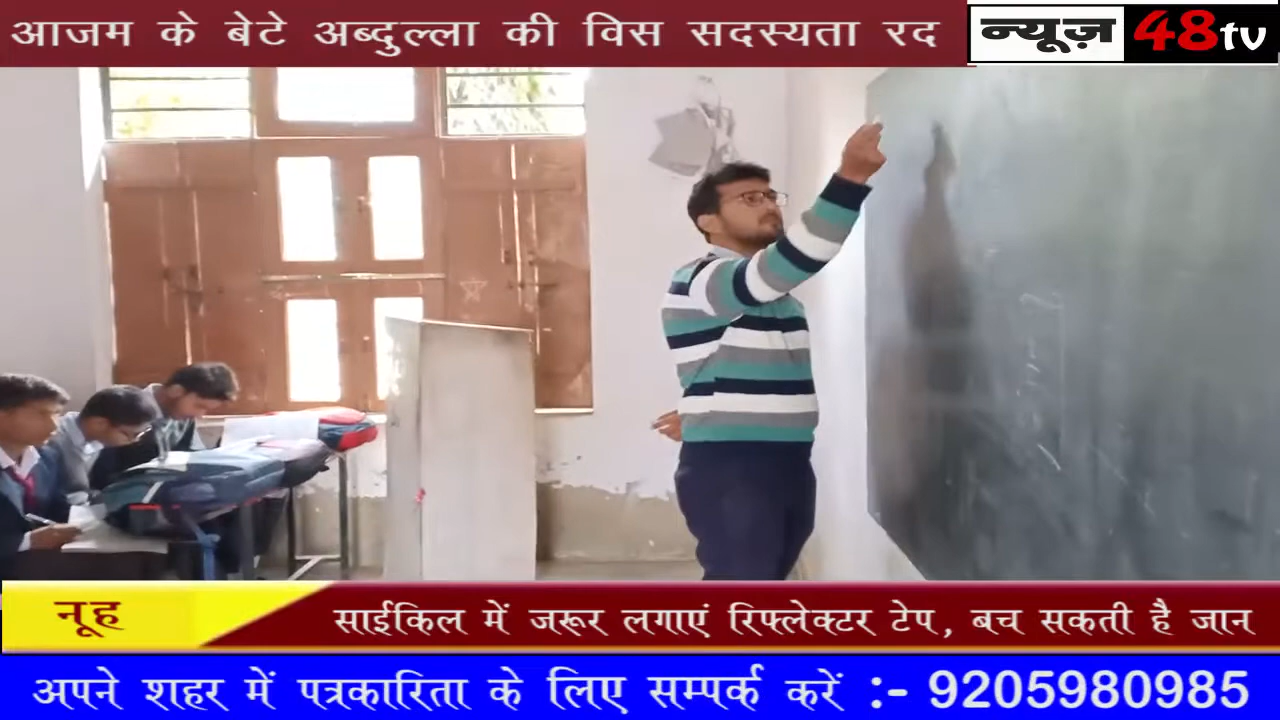 आजम के बेटे अब्दुल्ला की विस सदस्यता रद
न्यूज़ 48tv
नूह
साईकिल में जरूर लगाएं रिफ्लेक्टर टेप, बच सकती है जान
अपने शहर में पत्रकारिता के लिए सम्पर्क करें :- 9205980985